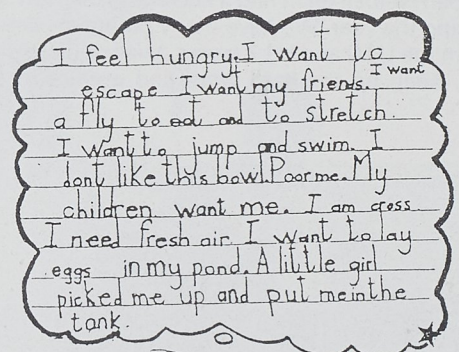 I feel hungry. I want to
escape I want my friends. I want
a fly to eat and to stretch.
I want to jump and swim. I
dont like this bowl. Poor me. My
children want me. I am cross
I need fresh air. I want to lay
eggs in my pond. A little girl
picked me up and put me in the
tank.